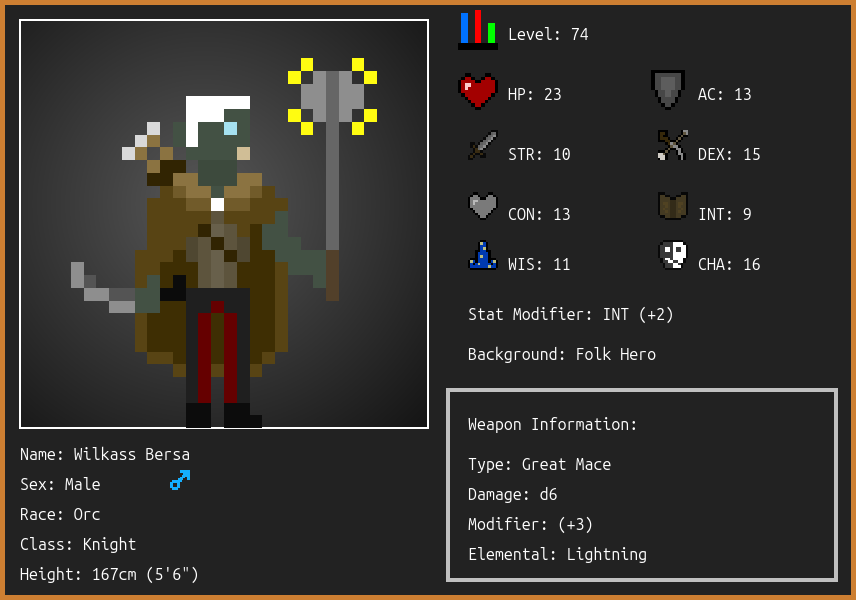 Level: 74
HP: 23
AC: 13
STR: 10
DEX: 15
CON: 13
INT: 9
WIS: 11
CHA: 16
Stat Modifier: INT (+2)
Background: Folk Hero
Weapon Information:
Type: Great Mace
Damage: d6
Modifier: (+3)
Elemental: Lightning
Name: Wilkass Bersa
Sex: Male
Race: Orc
Class: Knight
Height: 167cm (5'6")